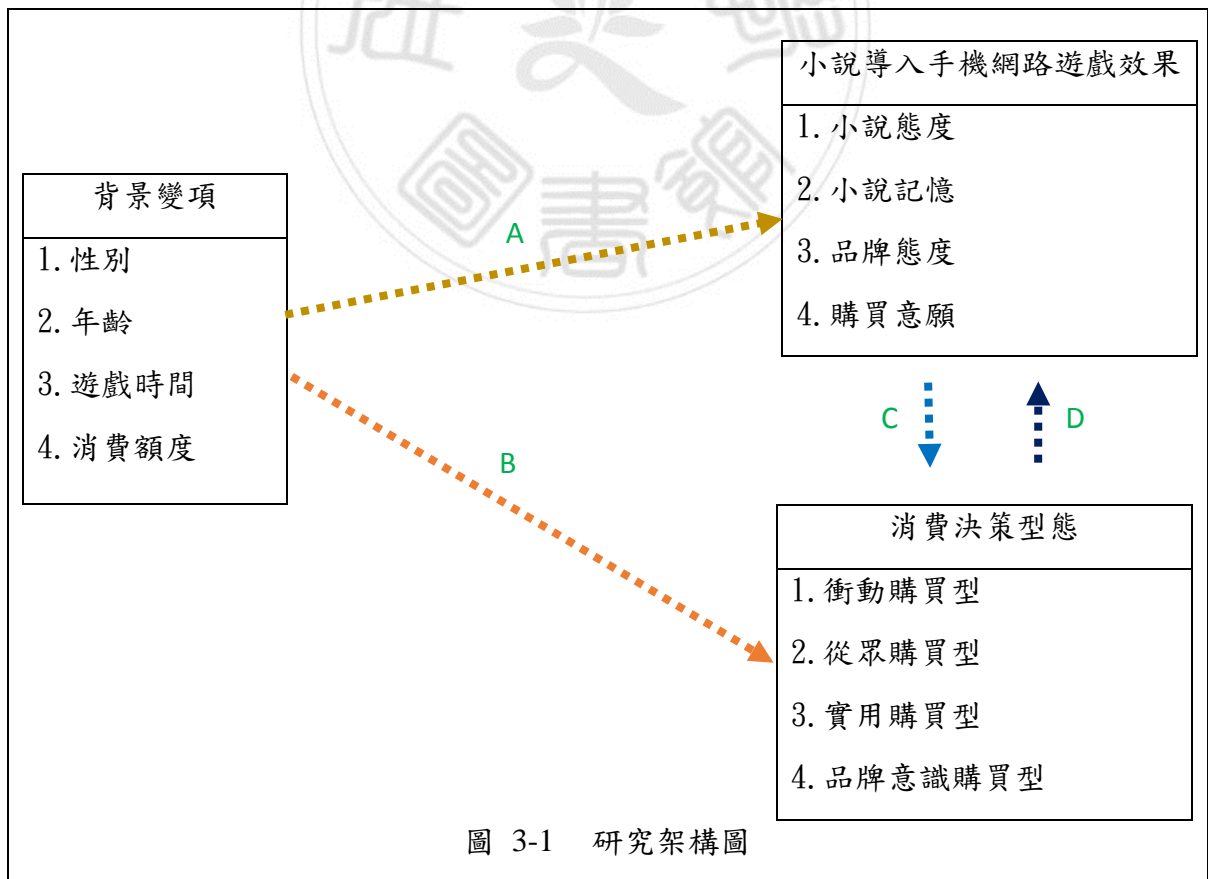 小說導入手機網路遊戲效果
1.小說態度
2.小說記憶
3.品牌態度
4.購買意願
背景變項
1.性別
2.年齡
3.遊戲時間
4.消費額度
A
B
C
D
消費決策型態
1.衝動購買型
2.從眾購買型
3.實用購買型
4.品牌意識購買型
圖 3-1 研究架構圖